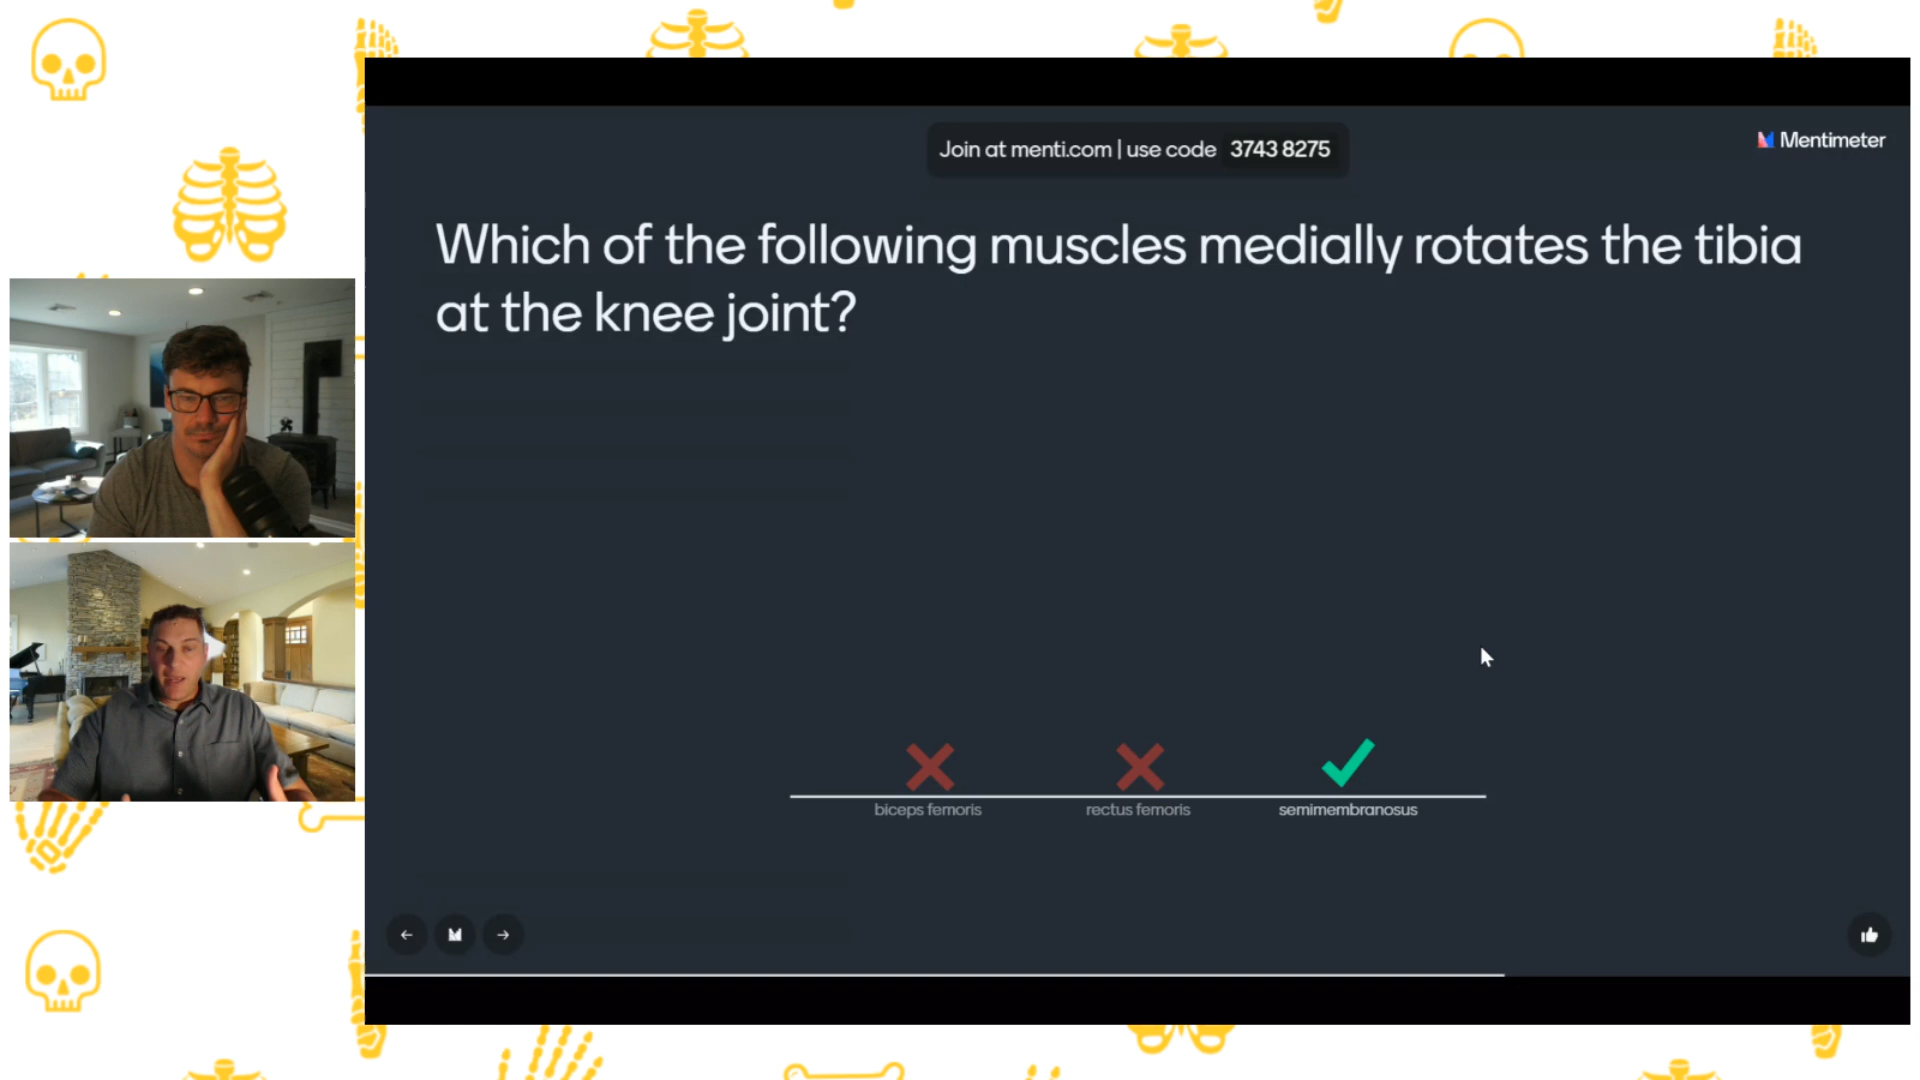 Join at menti.com | use code 3743 8275
Mentimeter
Which of the following muscles medially rotates the tibia
at the knee joint?
biceps femoris
rectus femoris
semimembranosus